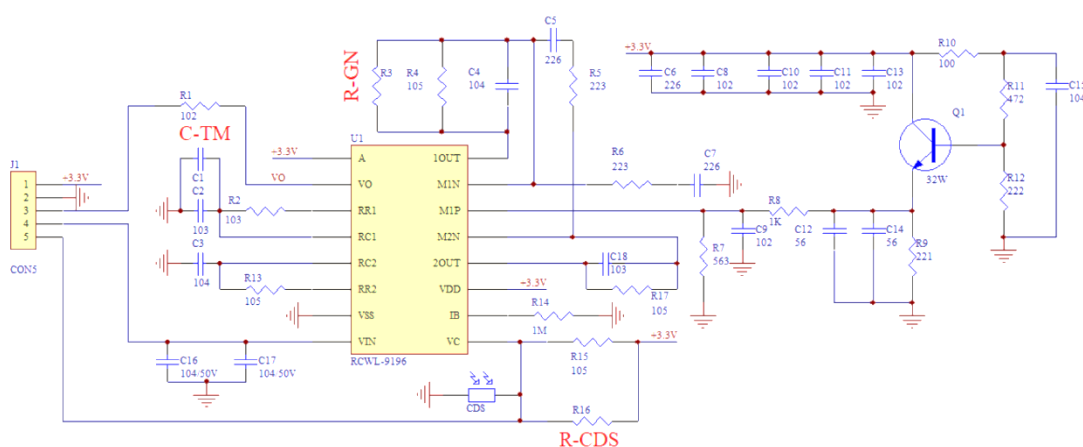 R-GN
R3
R4
105
C4
104
C5
226
R5
223
+3.3V
C6
226
C8
102
C10
102
C11
102
C13
102
R10
100
R11
472
C15
104
Q1
32W
R12
222
R1
102
C-TM
C1
C2
103
R2
103
C3
104
R13
105
+3.3V
VO
J1
1
2
3
4
5
CON5
+3.3V
U1
A
VO
RR1
RC1
RC2
RR2
VSS
VIN
1OUT
M1N
M1P
M2N
2OUT
VDD
IB
VC
RCWL-9196
R6
223
C7
226
R8
1K
C9
102
R7
563
C12
56
C14
56
R9
221
C18
103
R17
105
+3.3V
R14
1M
+3.3V
R15
105
R16
R-CDS
CDS
C16
104/50V
C17
104/50V